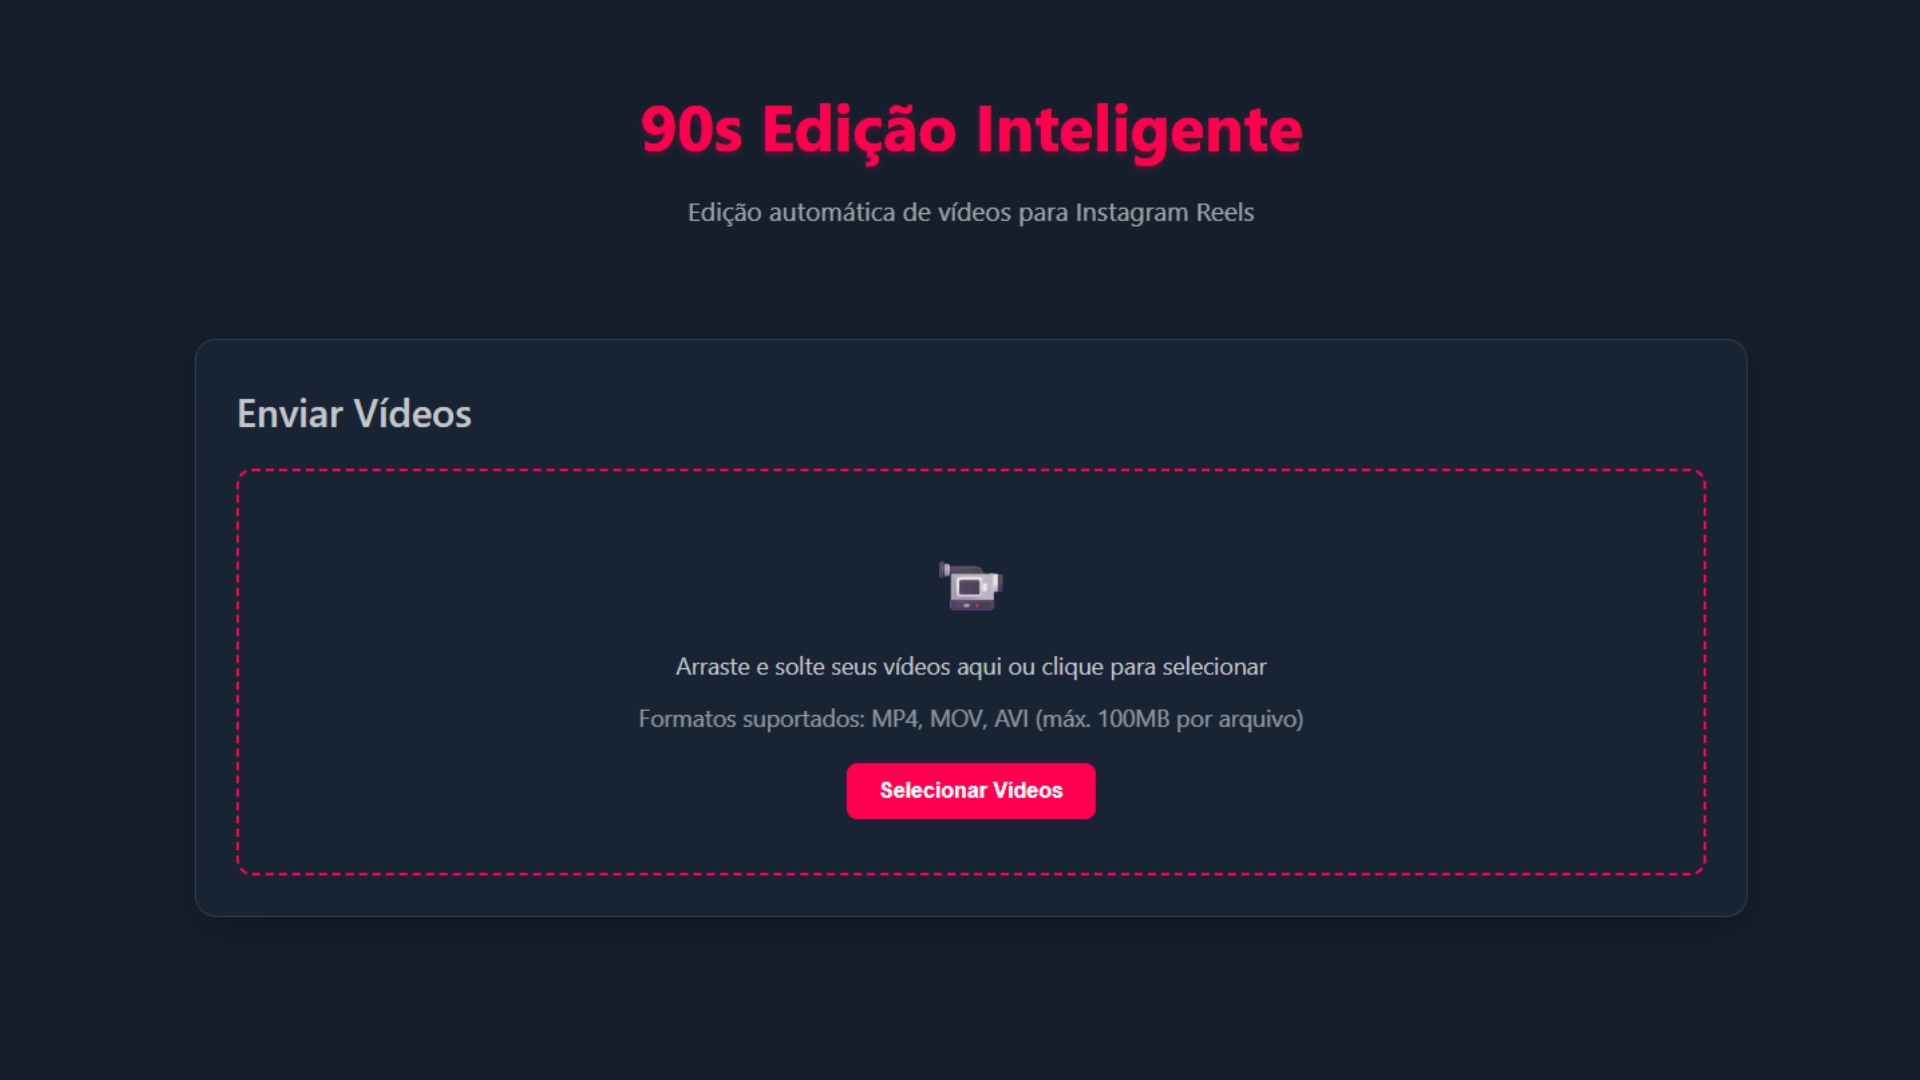 90s Edição Inteligente
Edição automática de vídeos para Instagram Reels
Enviar Vídeos
Arraste e solte seus vídeos aqui ou clique para selecionar
Formatos suportados: MP4, MOV, AVI (máx. 100MB por arquivo)
Selecionar Vídeos